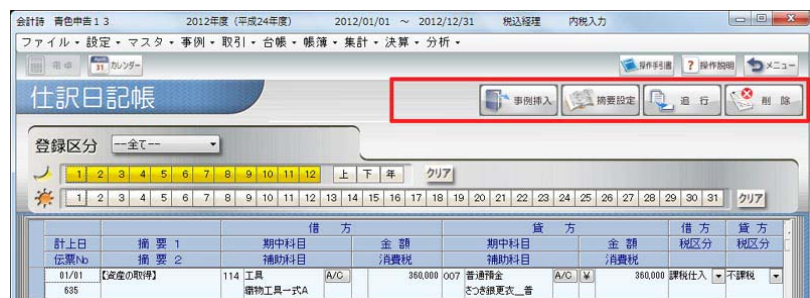 会計詩 青色申告13 2012年度(平成24年度) 2012/01/01 ～ 2012/12/31 税込経理 内税入力
ファイル・設定・マスタ・事例・取引・台帳・帳簿・集計・決算・分析・
電卓 31 カレンダー 操作手引書 ? 操作説明 メニュー
仕訳日記帳 事例挿入 摘要設定 追 行 削 除
登録区分 --全て--
1 2 3 4 5 6 7 8 9 10 11 12 上 下 年 クリア
1 2 3 4 5 6 7 8 9 10 11 12 13 14 15 16 17 18 19 20 21 22 23 24 25 26 27 28 29 30 31 クリア
借 方 貸 方 借 方 貸 方
計上日 摘 要 1 期中科目 金 額 期中科目 金 額 税区分 税区分
伝票No 摘 要 2 補助科目 消費税 補助科目 消費税
01/01 【資産の取得】 114 工具 A/C 360,000 007 普通預金 A/C ¥ 360,000 課税仕入 不課税
635 織物工具一式A さつき銀更衣__普